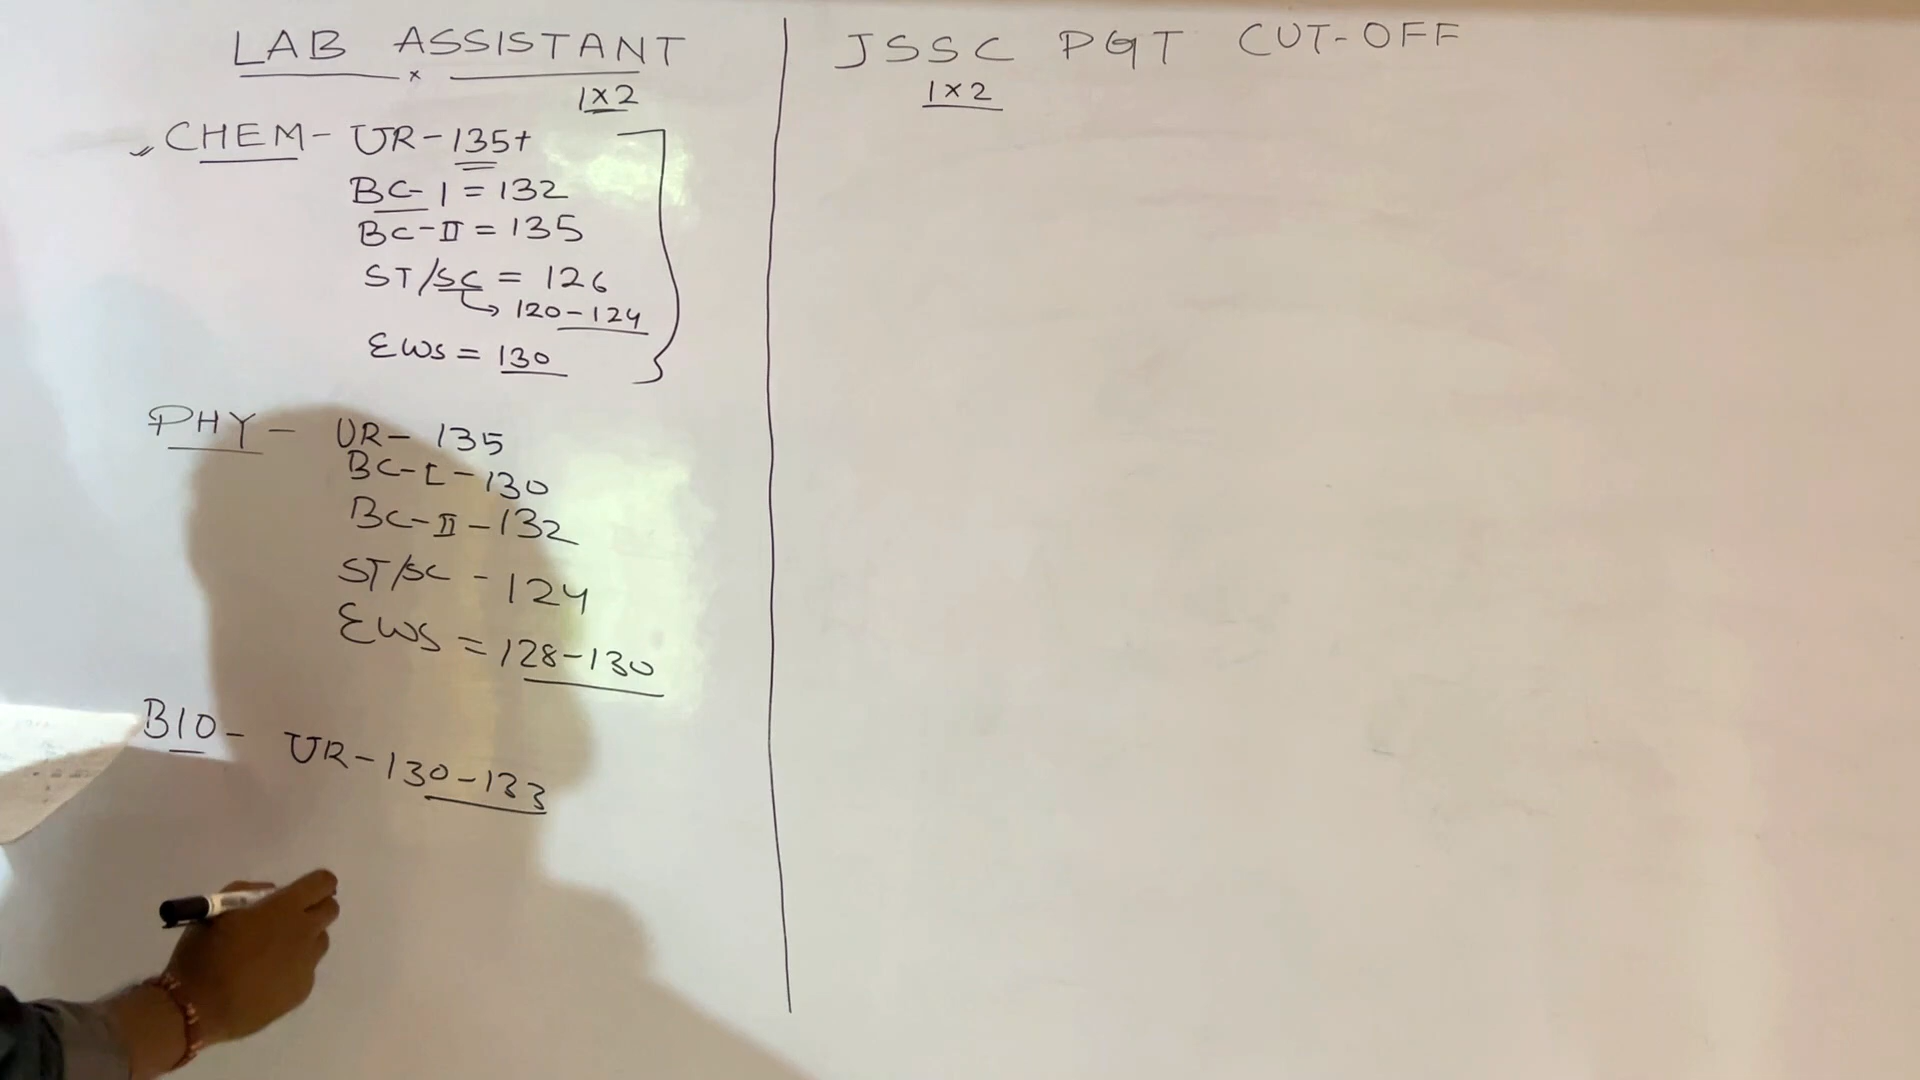 LAB ASSISTANT
×
1×2
CHEM- UR-135+
BC-I = 132
BC-II = 135
ST/SC = 126
↳ 120-124
EWS = 130
PHY- UR- 135
BC-I-130
BC-II-132
ST/SC - 124
EWS = 128-130
BIO- UR-130-133
JSSC PGT CUT-OFF
1×2